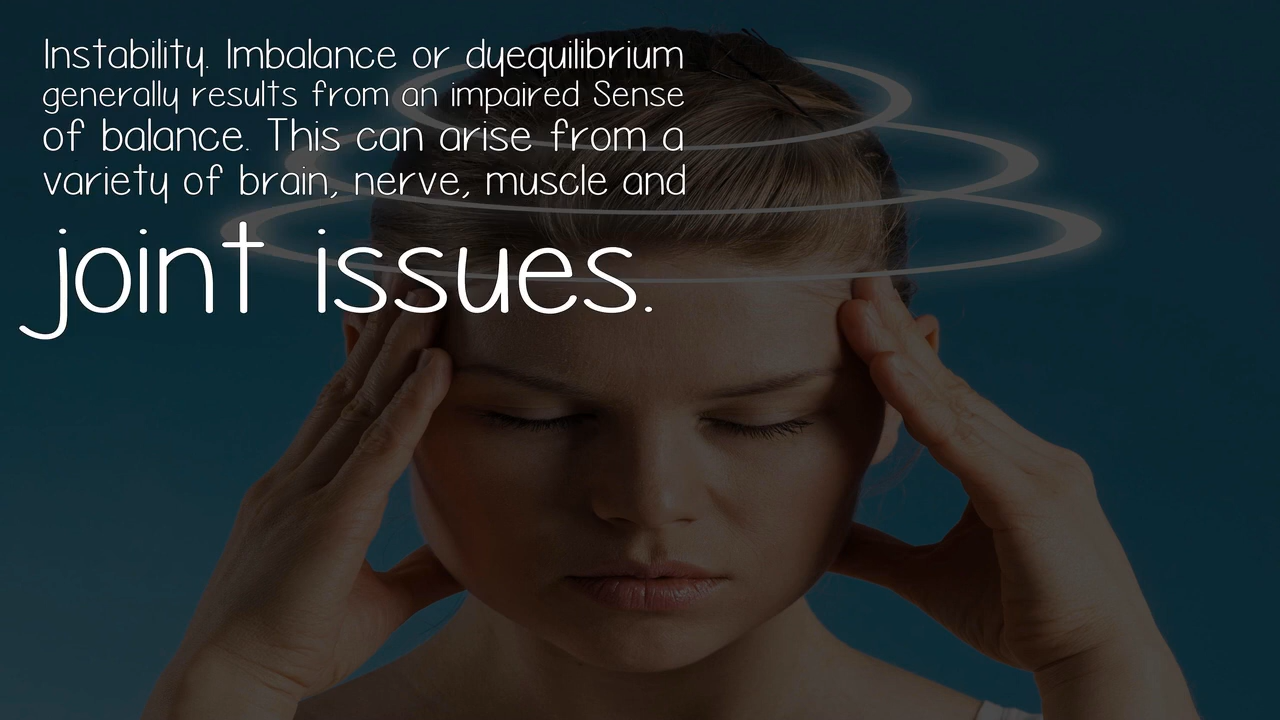 Instability. Imbalance or dyequilibrium
generally results from an impaired Sense
of balance. This can arise from a
variety of brain, nerve, muscle and
joint issues.